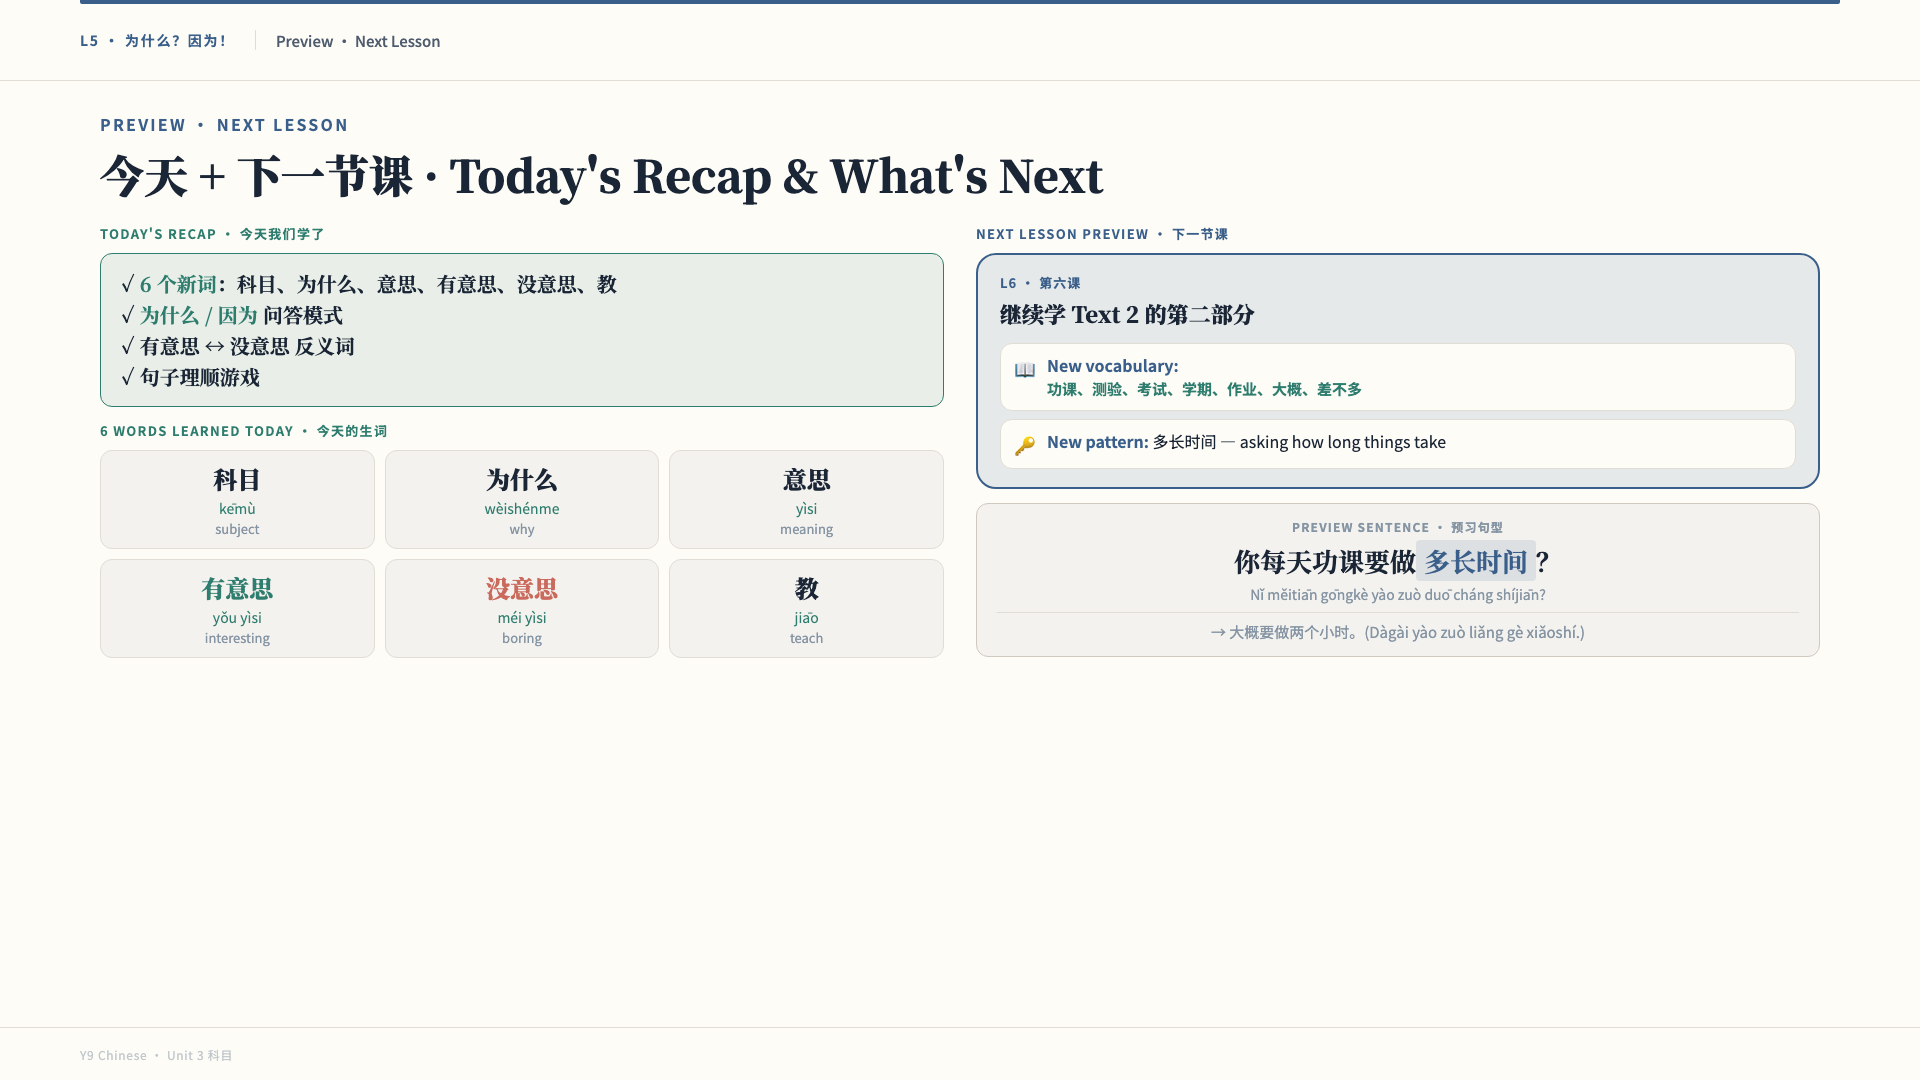 L5 • 为什么？因为！
Preview • Next Lesson
PREVIEW • NEXT LESSON
今天 + 下一节课 · Today's Recap & What's Next
TODAY'S RECAP • 今天我们学了
✓ 6 个新词：科目、为什么、意思、有意思、没意思、教
✓ 为什么 / 因为 问答模式
✓ 有意思 ↔ 没意思 反义词
✓ 句子理顺游戏
6 WORDS LEARNED TODAY • 今天的生词
科目
kēmù
subject
为什么
wèishénme
why
意思
yìsi
meaning
有意思
yǒu yìsi
interesting
没意思
méi yìsi
boring
教
jiāo
teach
NEXT LESSON PREVIEW • 下一节课
L6 • 第六课
继续学 Text 2 的第二部分
New vocabulary:
功课、测验、考试、学期、作业、大概、差不多
New pattern: 多长时间 — asking how long things take
PREVIEW SENTENCE • 预习句型
你每天功课要做 多长时间 ？
Nǐ měitiān gōngkè yào zuò duō cháng shíjiān?
→ 大概要做两个小时。(Dàgài yào zuò liǎng gè xiǎoshí.)
Y9 Chinese • Unit 3 科目